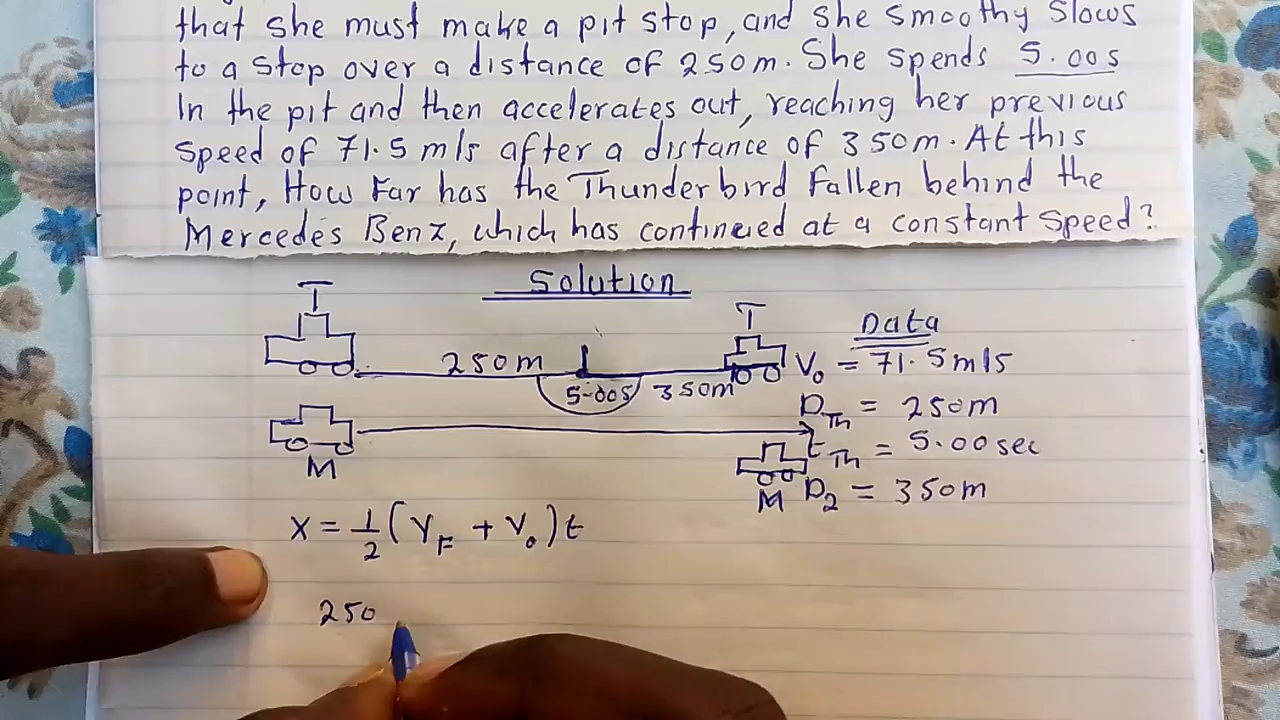 that she must make a pit stop, and she smoothy slows
to a stop over a distance of 250m. She spends 5.00s
In the pit and then accelerates out, reaching her previous
speed of 71.5 m/s after a distance of 350m. At this
point, How Far has the Thunderbird fallen behind the
Mercedes Benz, which has continued at a constant speed?
Solution
T
T
Data
250m
V₀ = 71.5m/s
5.00s
350m
D_Th = 250m
t_Th = 5.00 sec
M
M
D₂ = 350m
X = 1/2 (V_F + V₀)t
250